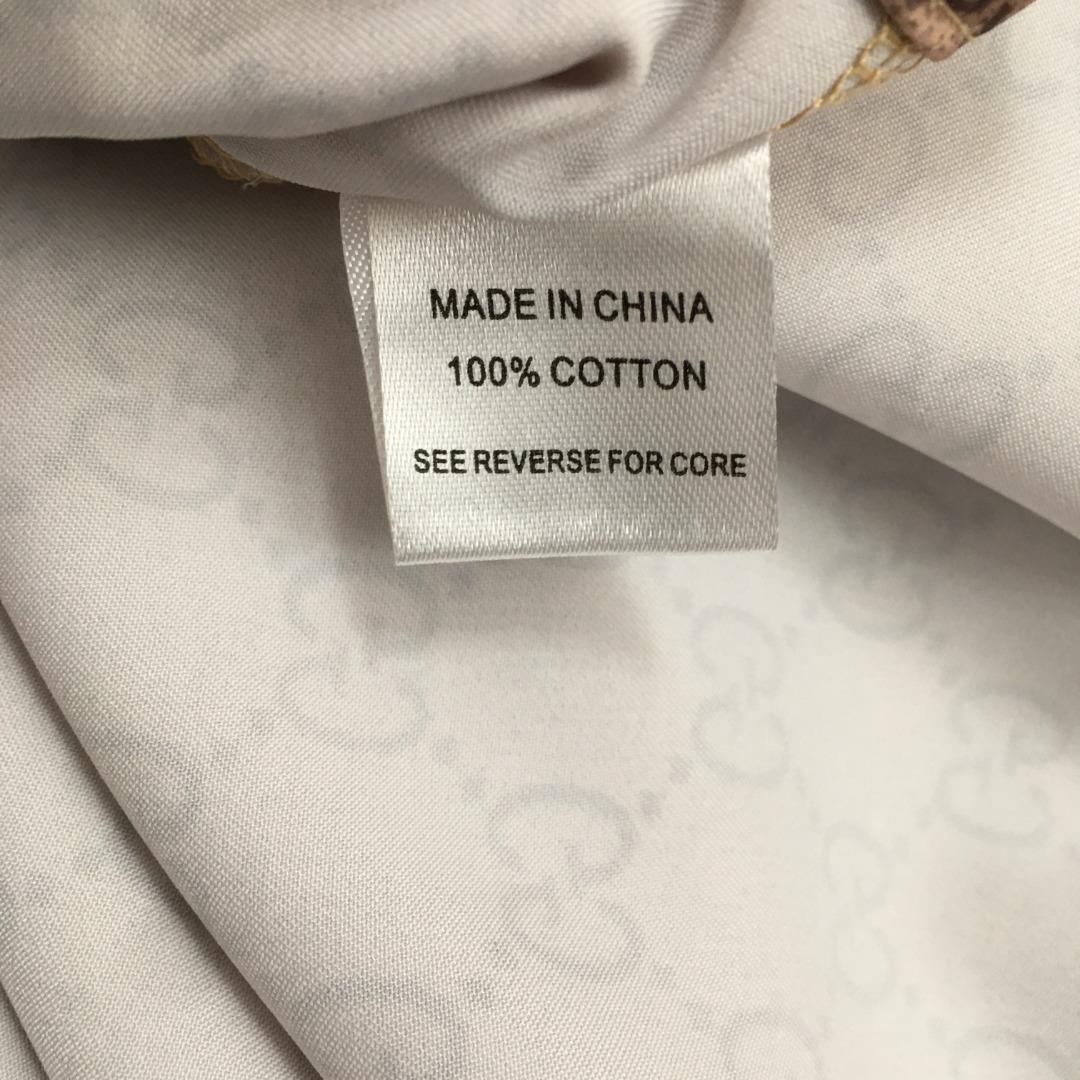 MADE IN CHINA
100% COTTON
SEE REVERSE FOR CORE